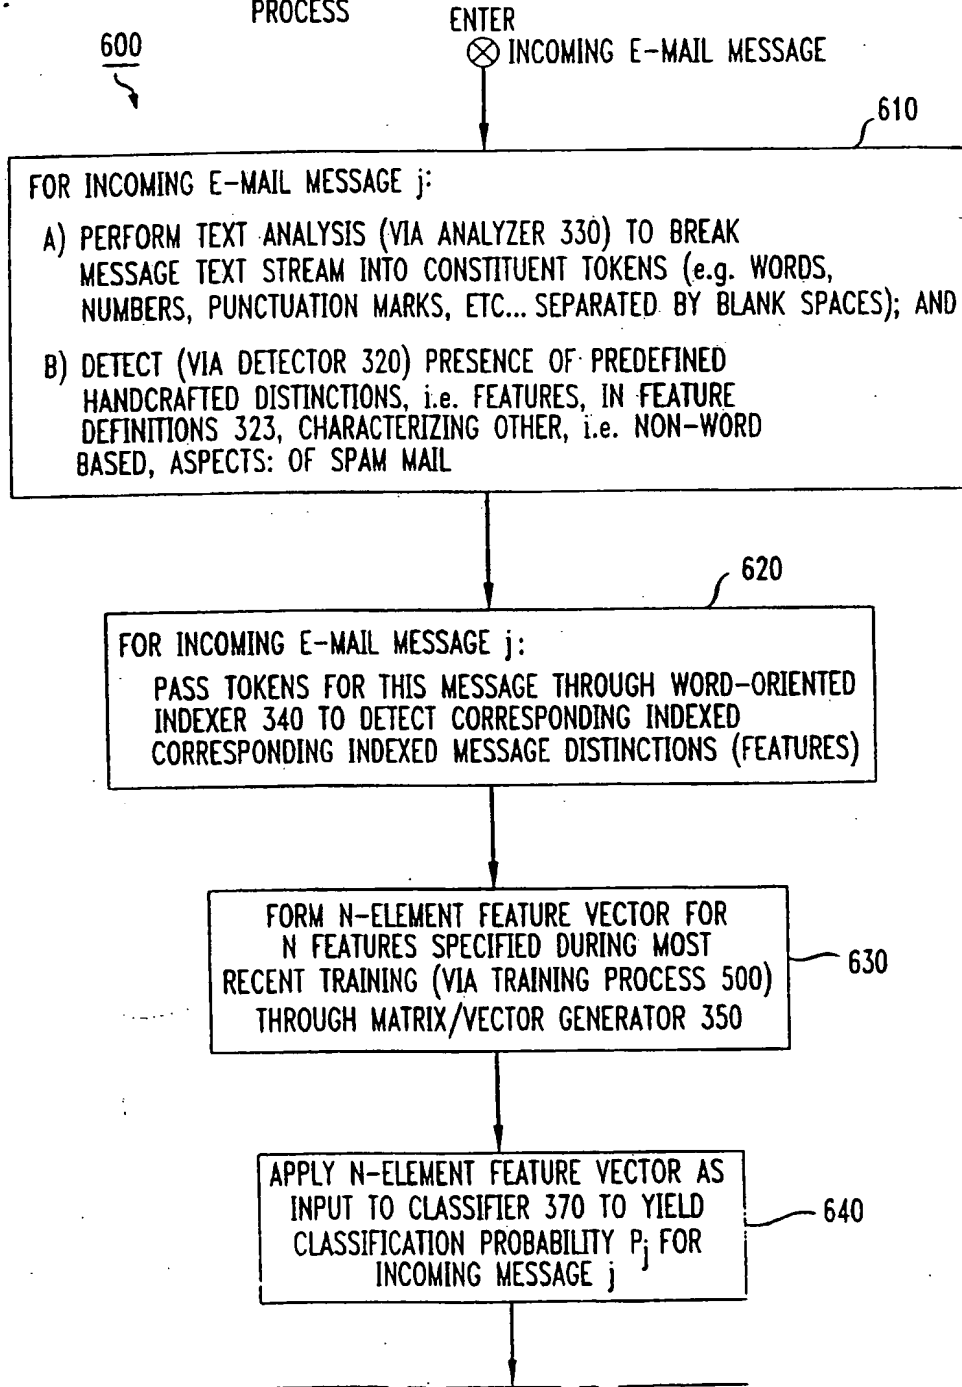 PROCESS
600
ENTER
INCOMING E-MAIL MESSAGE
610
FOR INCOMING E-MAIL MESSAGE j:
A) PERFORM TEXT ANALYSIS (VIA ANALYZER 330) TO BREAK
MESSAGE TEXT STREAM INTO CONSTITUENT TOKENS (e.g. WORDS,
NUMBERS, PUNCTUATION MARKS, ETC... SEPARATED BY BLANK SPACES); AND
B) DETECT (VIA DETECTOR 320) PRESENCE OF PREDEFINED
HANDCRAFTED DISTINCTIONS, i.e. FEATURES, IN FEATURE
DEFINITIONS 323, CHARACTERIZING OTHER, i.e. NON-WORD
BASED, ASPECTS: OF SPAM MAIL
620
FOR INCOMING E-MAIL MESSAGE j:
PASS TOKENS FOR THIS MESSAGE THROUGH WORD-ORIENTED
INDEXER 340 TO DETECT CORRESPONDING INDEXED
CORRESPONDING INDEXED MESSAGE DISTINCTIONS (FEATURES)
FORM N-ELEMENT FEATURE VECTOR FOR
N FEATURES SPECIFIED DURING MOST
RECENT TRAINING (VIA TRAINING PROCESS 500)
THROUGH MATRIX/VECTOR GENERATOR 350
630
APPLY N-ELEMENT FEATURE VECTOR AS
INPUT TO CLASSIFIER 370 TO YIELD
CLASSIFICATION PROBABILITY Pj FOR
INCOMING MESSAGE j
640